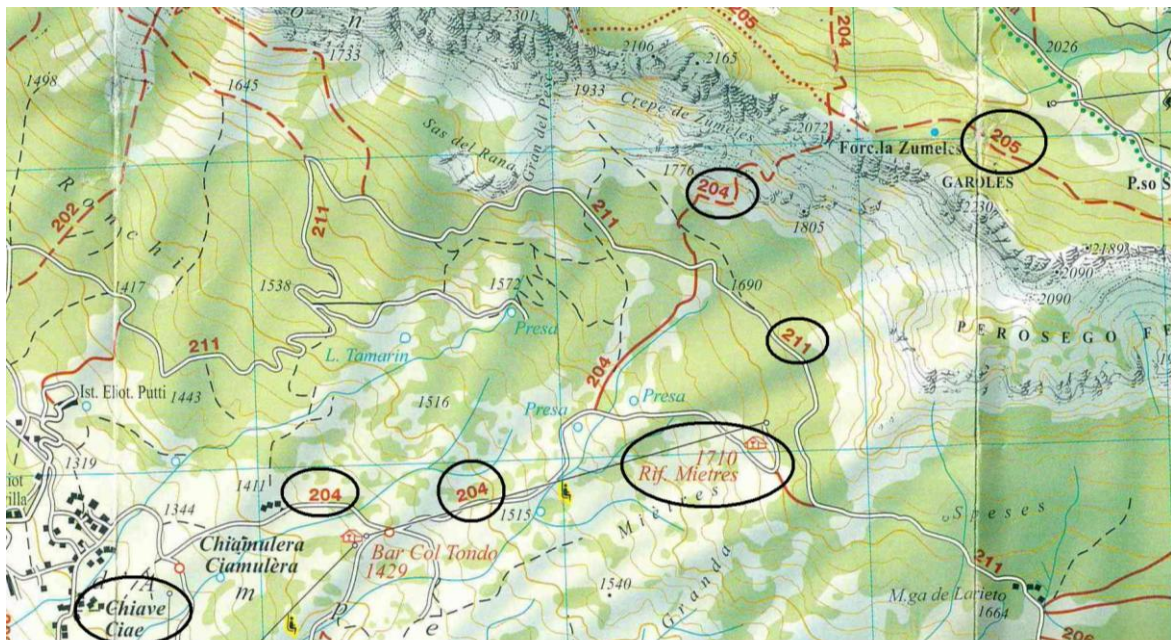 2301
205
204
2026
1733
2106
2165
1498
1645
1933
Crepe de Zumeles
2072
Sas del Rana
Gran del
1776
Forc.la Zumeles
205
GAROLES
P.so S
204
2230
Ronchi
202
211
211
1805
2189
2090
2090
1417
1538
1572
1690
Presa
211
L. Tamarin
211
PEROSEGO F
204
Ist. Eliot. Putti
1443
1516
Presa
Presa
1710
Rif. Mietres
1319
1411
204
204
1515
Mietres
Speses
1344
Chiamulera
Ciamulèra
Bar Col Tondo
1429
Granda
1540
211
M.ga de Larieto
1664
Chiave
Ciae
206